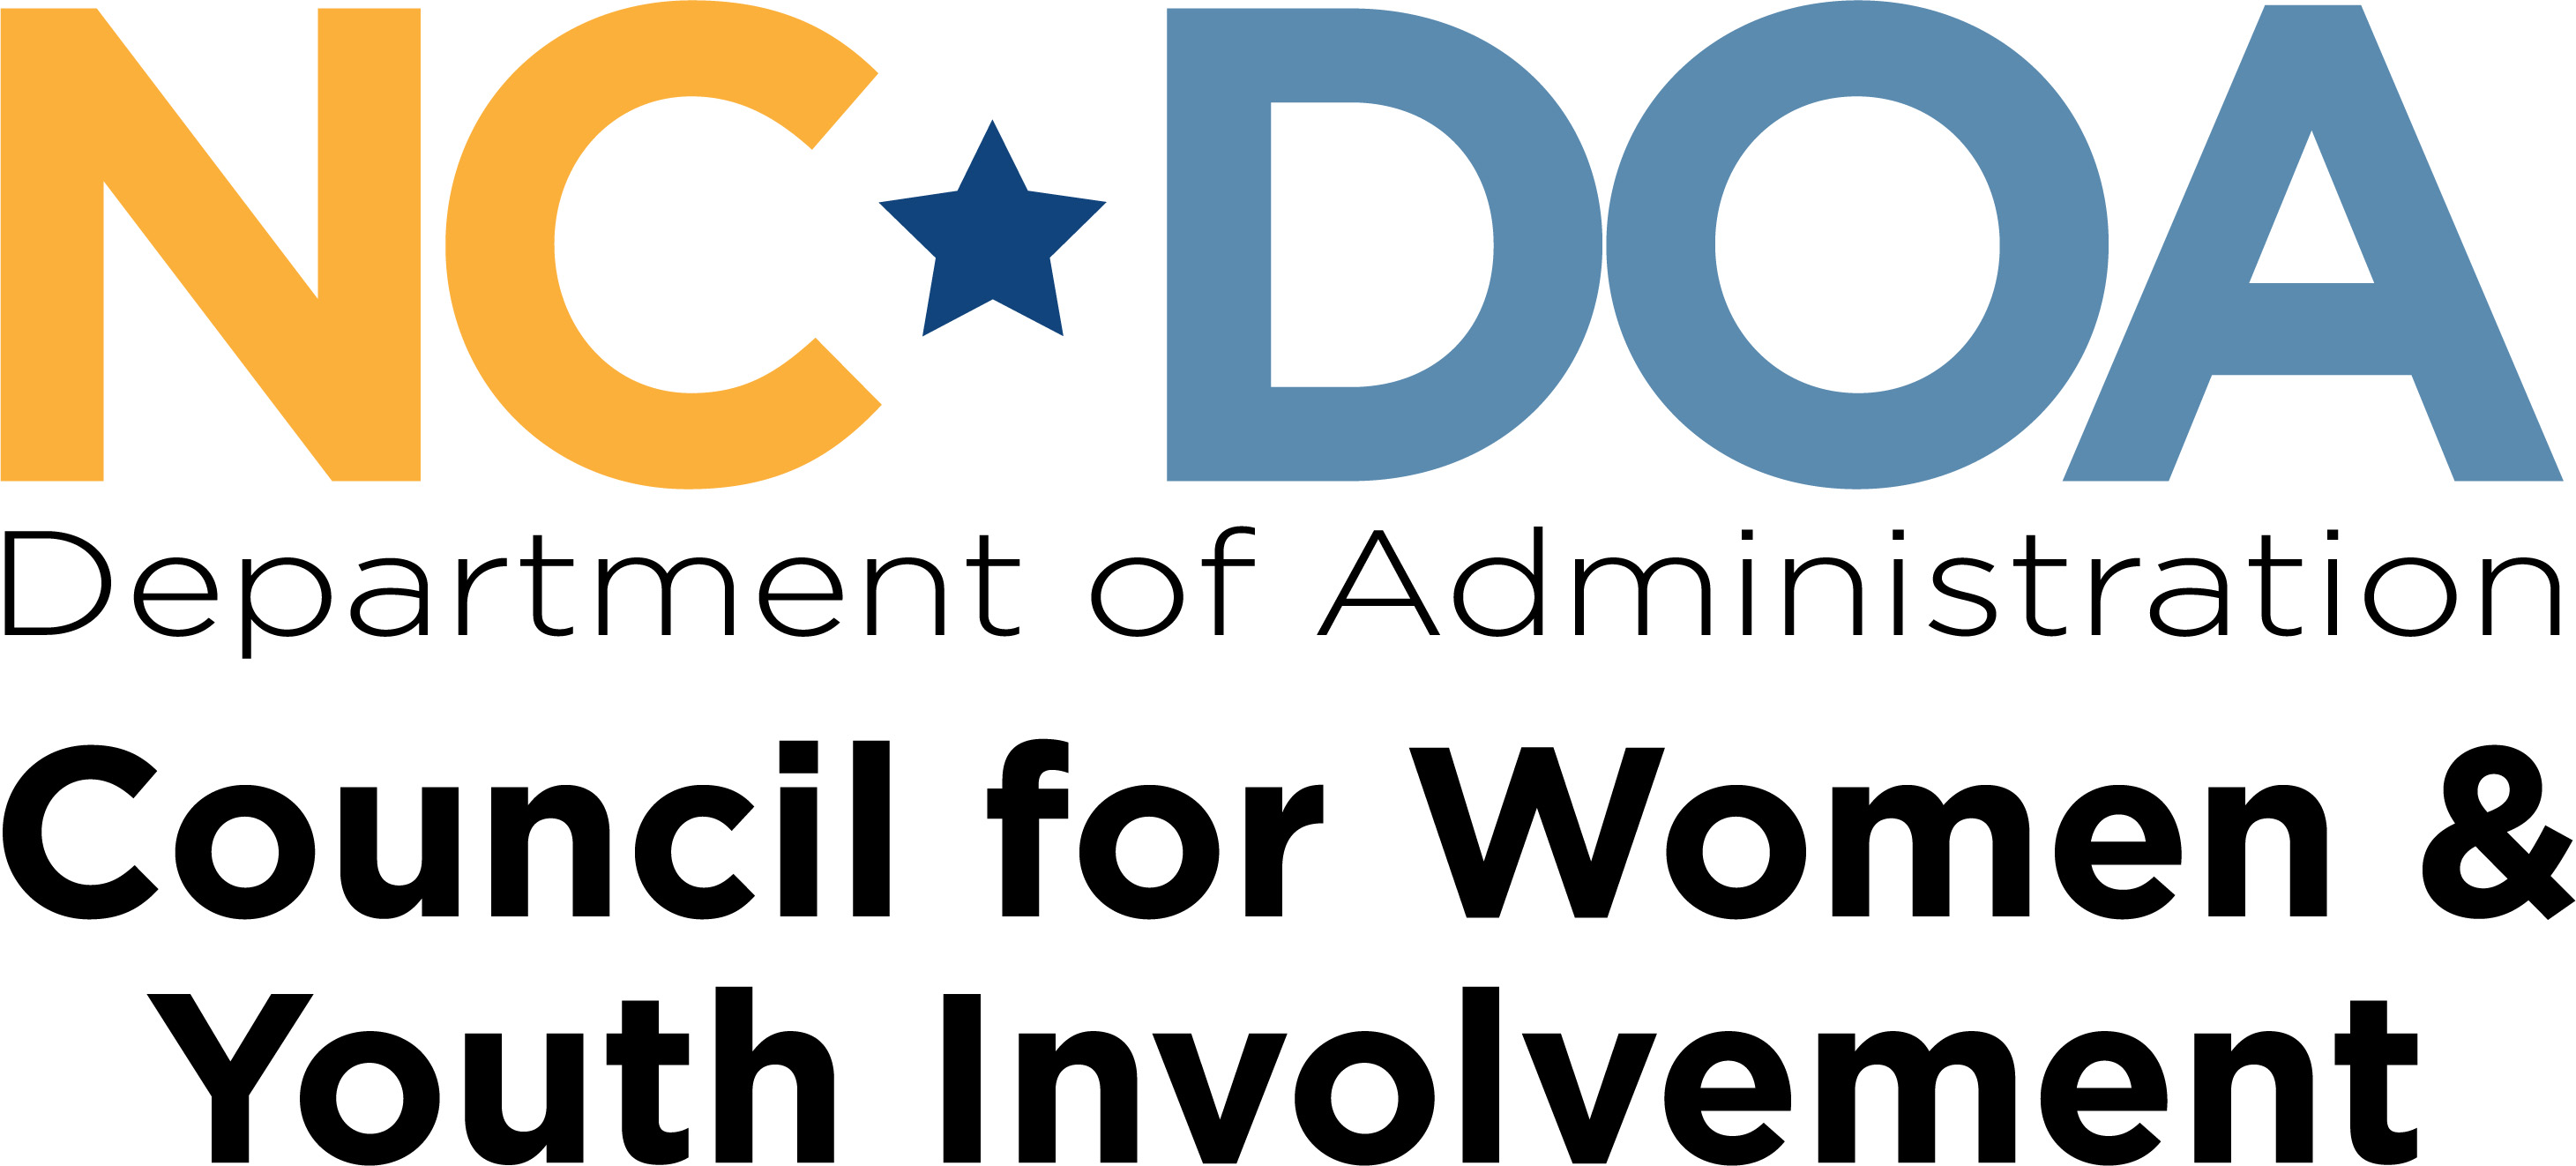 NC DOA
Department of Administration
Council for Women &
Youth Involvement